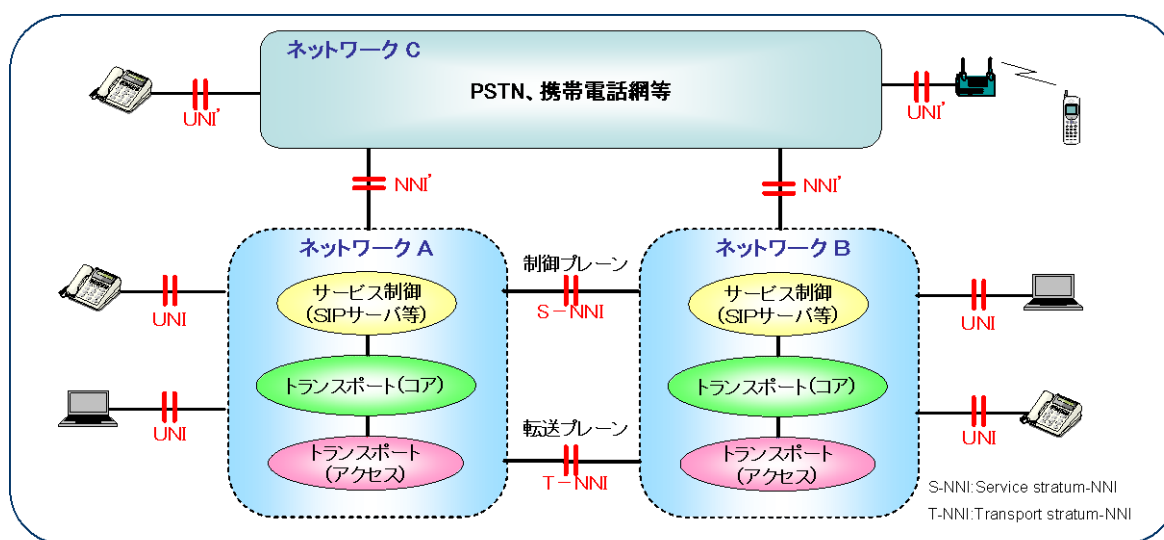 ネットワーク C
PSTN、携帯電話網等
UNI'
UNI'
NNI'
NNI'
ネットワーク A
制御プレーン
ネットワーク B
サービス制御
(SIPサーバ等)
S－NNI
サービス制御
(SIPサーバ等)
UNI
UNI
トランスポート(コア)
トランスポート(コア)
UNI
転送プレーン
UNI
トランスポート
(アクセス)
T－NNI
トランスポート
(アクセス)
S-NNI:Service stratum-NNI
T-NNI:Transport stratum-NNI